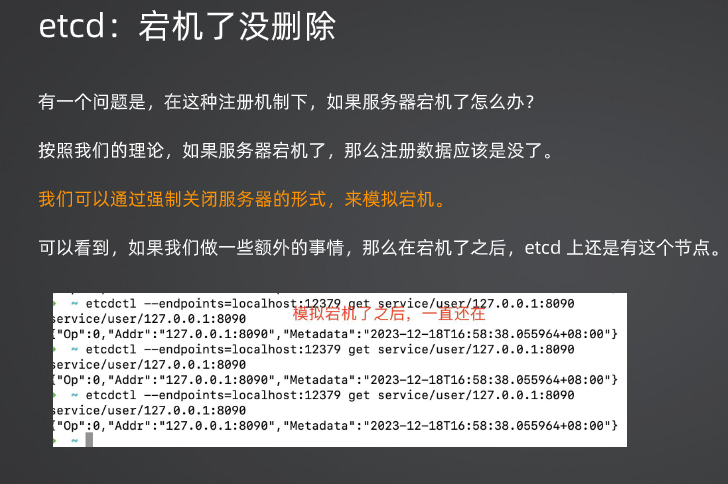 etcd：宕机了没删除
有一个问题是，在这种注册机制下，如果服务器宕机了怎么办？
按照我们的理论，如果服务器宕机了，那么注册数据应该是没了。
我们可以通过强制关闭服务器的形式，来模拟宕机。
可以看到，如果我们做一些额外的事情，那么在宕机了之后，etcd 上还是有这个节点。
~ etcdctl --endpoints=localhost:12379 get service/user/127.0.0.1:8090
模拟宕机了之后，一直还在
service/user/127.0.0.1:8090
{"Op":0,"Addr":"127.0.0.1:8090","Metadata":"2023-12-18T16:58:38.055964+08:00"}
~ etcdctl --endpoints=localhost:12379 get service/user/127.0.0.1:8090
service/user/127.0.0.1:8090
{"Op":0,"Addr":"127.0.0.1:8090","Metadata":"2023-12-18T16:58:38.055964+08:00"}
~ etcdctl --endpoints=localhost:12379 get service/user/127.0.0.1:8090
service/user/127.0.0.1:8090
{"Op":0,"Addr":"127.0.0.1:8090","Metadata":"2023-12-18T16:58:38.055964+08:00"}
~